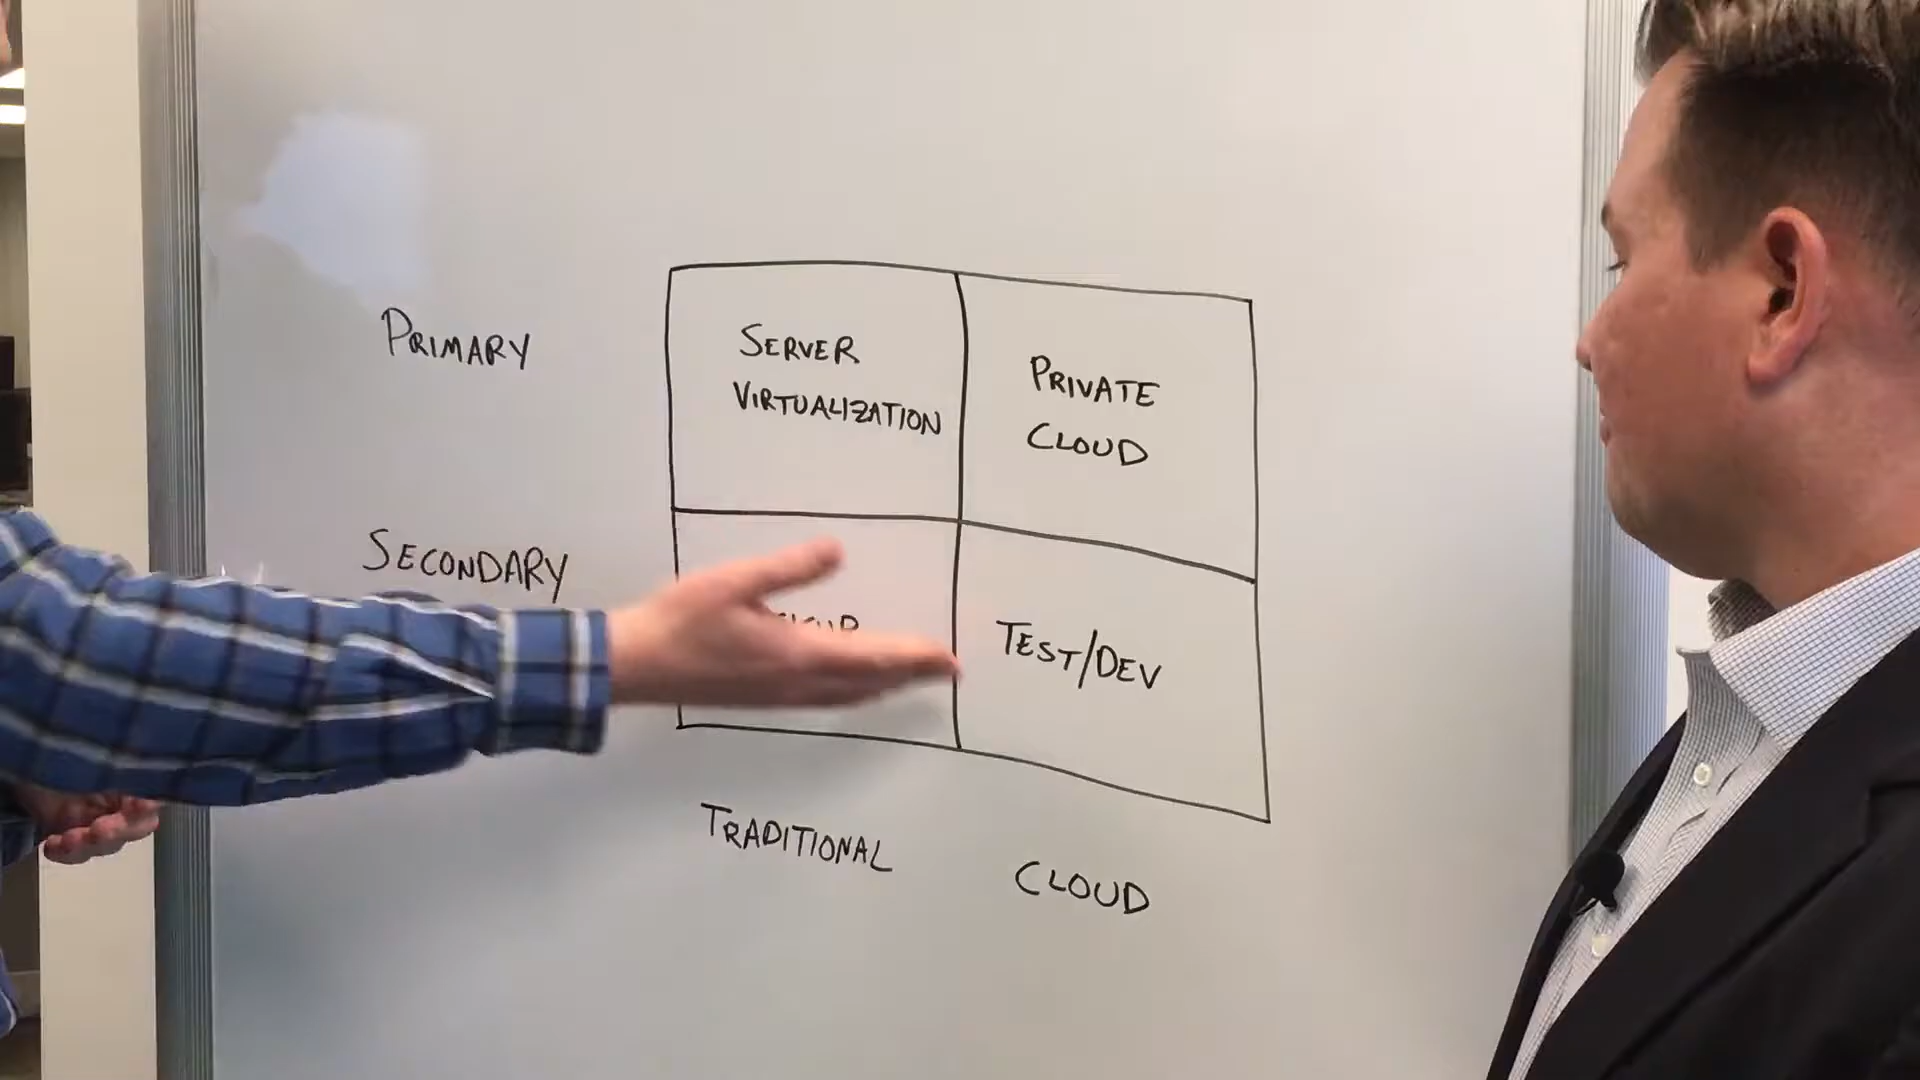 PRIMARY
SERVER
VIRTUALIZATION
PRIVATE
CLOUD
SECONDARY
TEST/DEV
TRADITIONAL
CLOUD